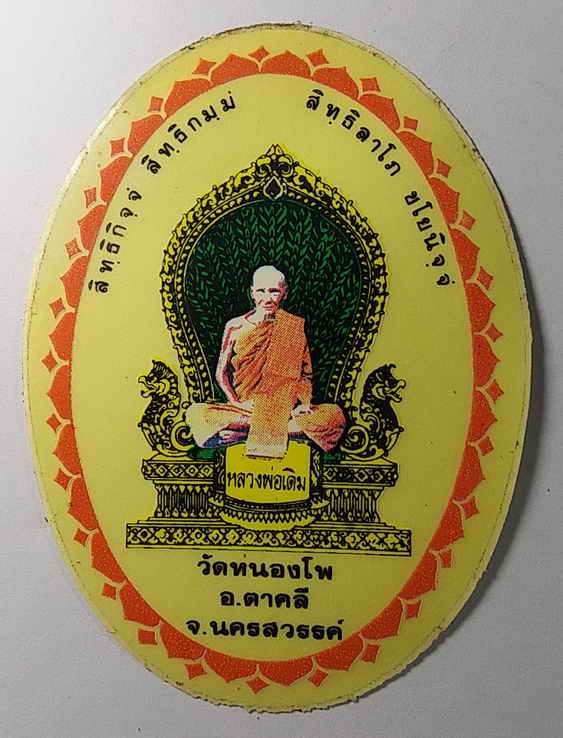 สิทฺธิกิจฺจํ สิทฺธิกมฺมํ สิทฺธิลาโภ ชโยนิจฺจํ
หลวงพ่อเดิม
วัดหนองโพ
อ.ตาคลี
จ.นครสวรรค์